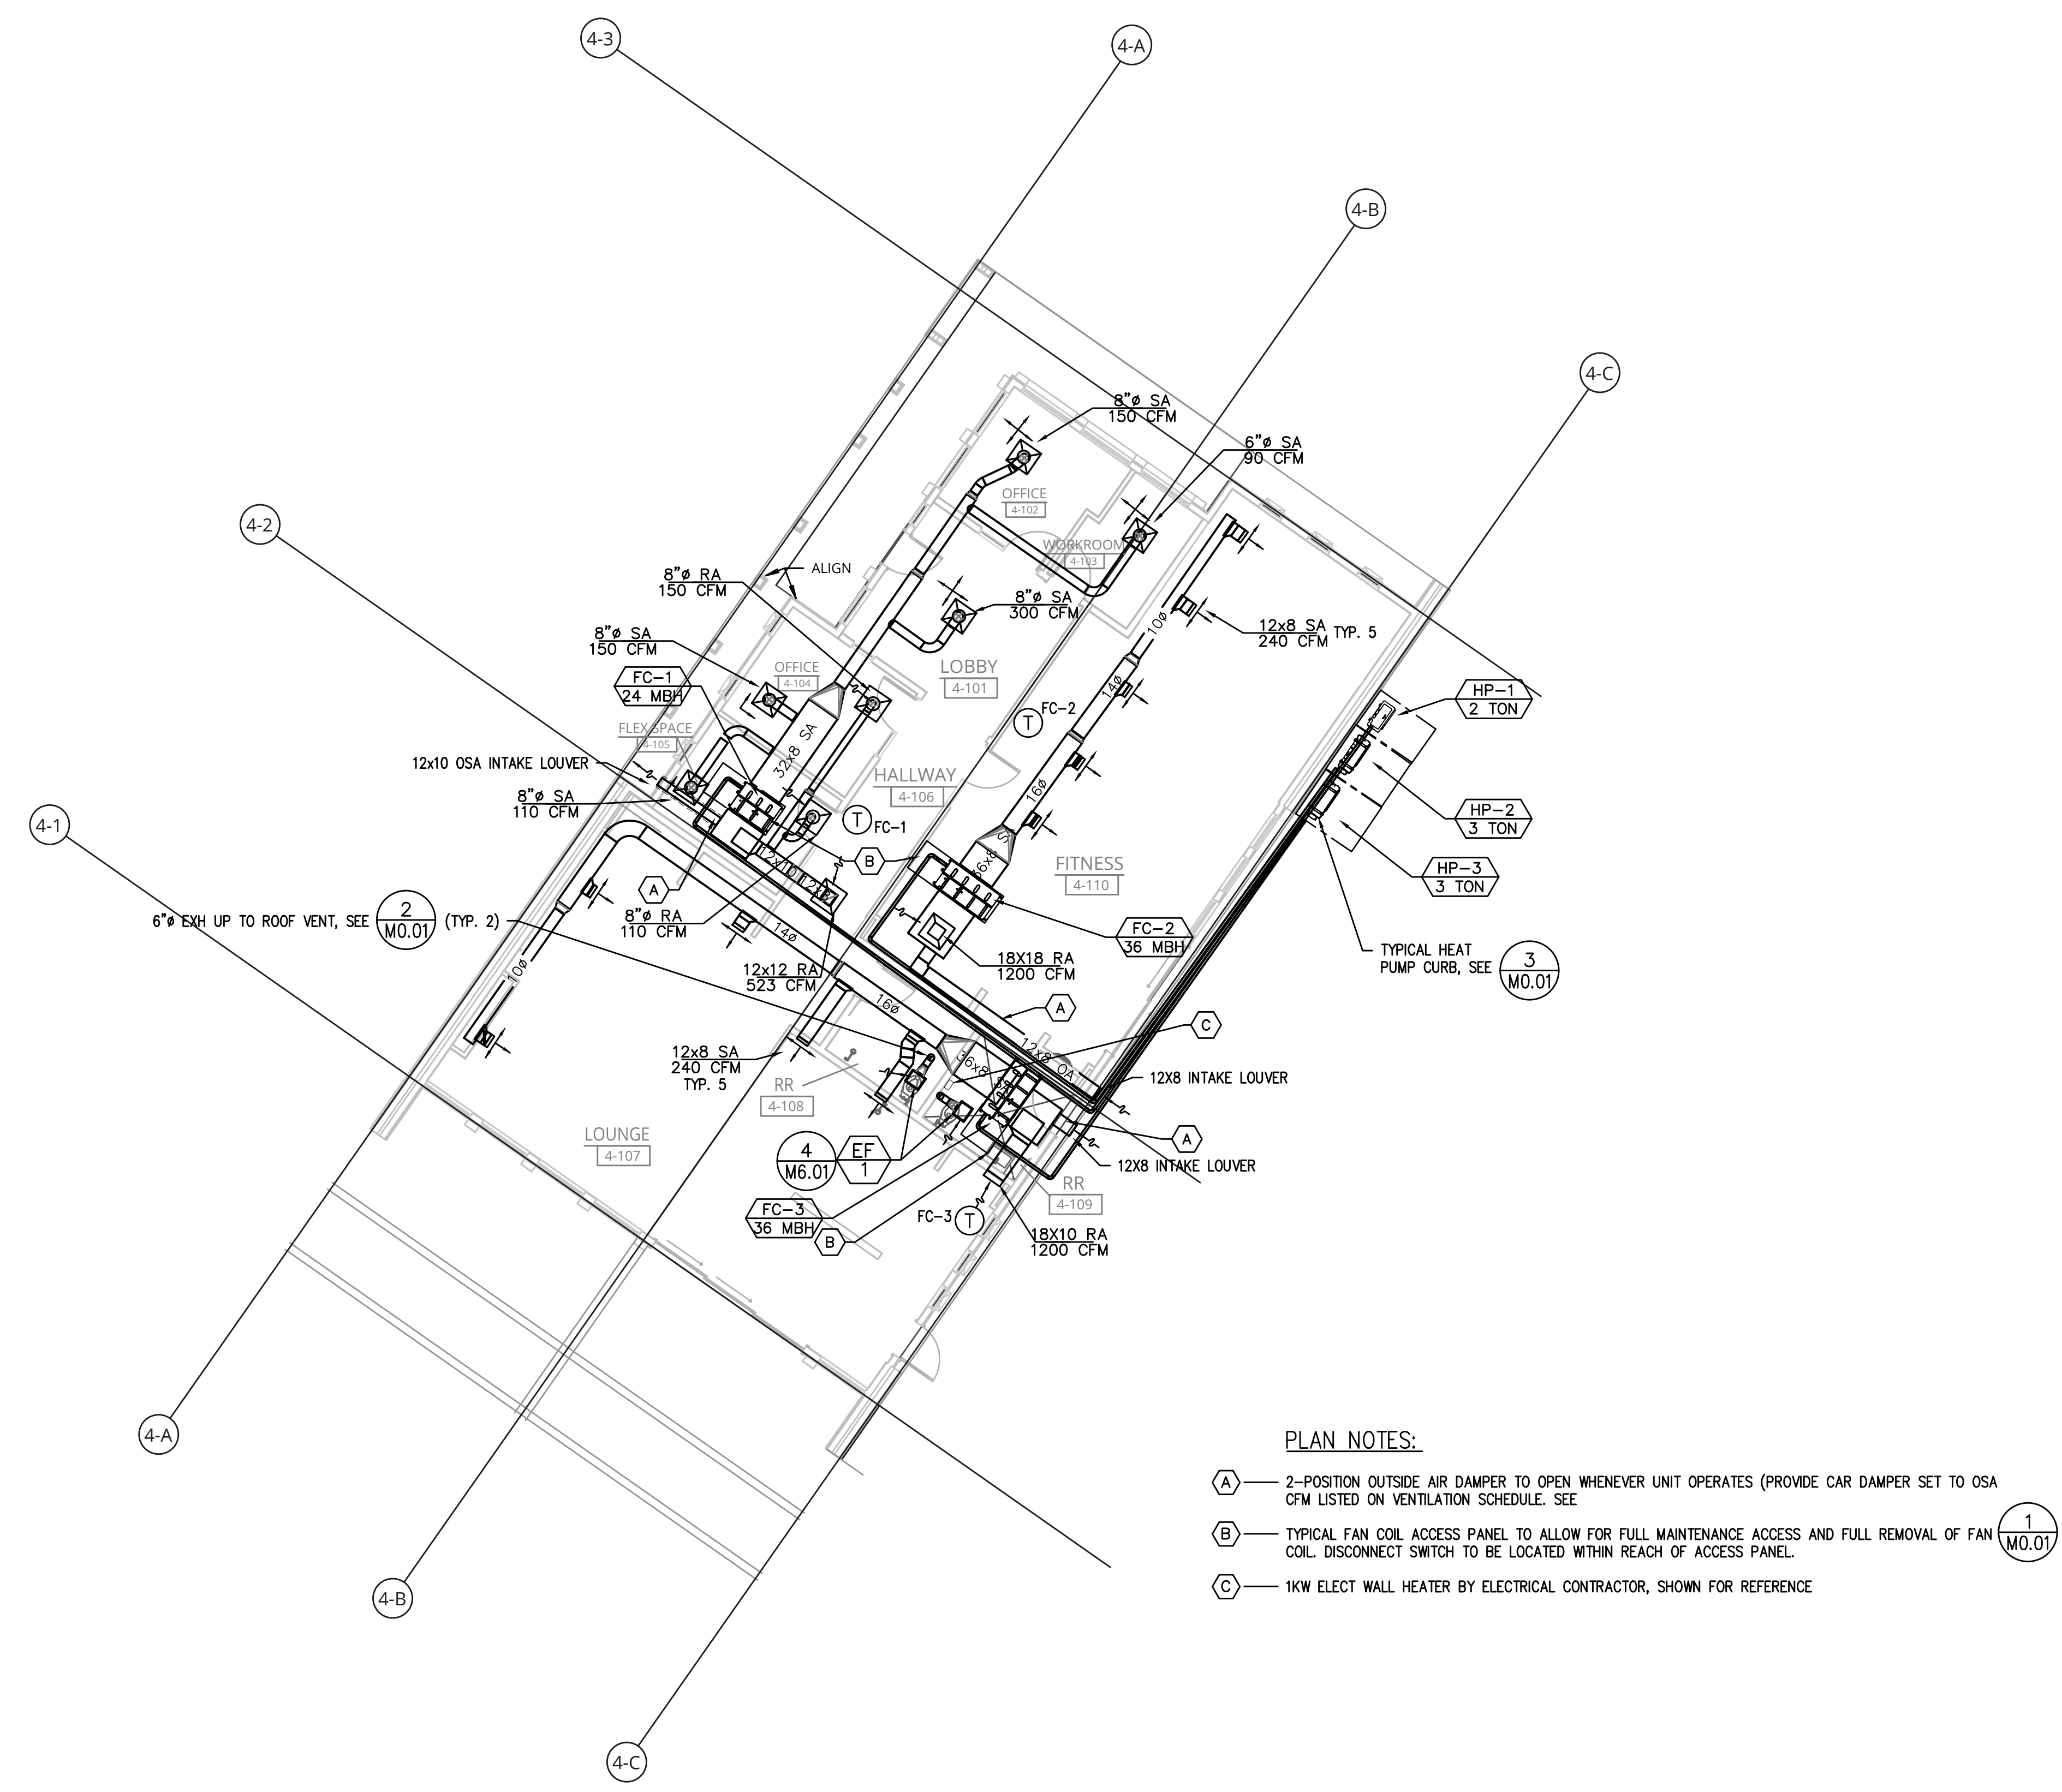 4-3
4-A
4-B
4-C
8"ø SA
150 CFM
6"ø SA
90 CFM
OFFICE
4-102
4-2
WORKROOM
4-103
ALIGN
8"ø RA
150 CFM
8"ø SA
300 CFM
10ø
12x8 SA
240 CFM
TYP. 5
8"ø SA
150 CFM
OFFICE
4-104
LOBBY
4-101
FC-1
24 MBH
14ø
HP-1
2 TON
T
FC-2
FLEX SPACE
4-105
32x8 SA
12x10 OSA INTAKE LOUVER
HALLWAY
4-106
16ø
8"ø SA
110 CFM
4-1
T
FC-1
HP-2
3 TON
B
FITNESS
4-110
HP-3
3 TON
12x10
A
8"ø RA
110 CFM
6"ø EXH UP TO ROOF VENT, SEE
2
M0.01
(TYP. 2)
14ø
FC-2
36 MBH
TYPICAL HEAT
PUMP CURB, SEE
3
M0.01
10ø
12x12 RA
523 CFM
18X18 RA
1200 CFM
16ø
A
C
12x8 SA
240 CFM
TYP. 5
36x8 SA
12x8 OA
12X8 INTAKE LOUVER
RR
4-108
LOUNGE
4-107
4
M6.01
EF
1
A
12X8 INTAKE LOUVER
RR
4-109
FC-3
36 MBH
B
FC-3
T
18X10 RA
1200 CFM
4-A
4-B
4-C
PLAN NOTES:
A
2-POSITION OUTSIDE AIR DAMPER TO OPEN WHENEVER UNIT OPERATES (PROVIDE CAR DAMPER SET TO OSA
CFM LISTED ON VENTILATION SCHEDULE. SEE
B
TYPICAL FAN COIL ACCESS PANEL TO ALLOW FOR FULL MAINTENANCE ACCESS AND FULL REMOVAL OF FAN
COIL. DISCONNECT SWITCH TO BE LOCATED WITHIN REACH OF ACCESS PANEL.
1
M0.01
C
1KW ELECT WALL HEATER BY ELECTRICAL CONTRACTOR, SHOWN FOR REFERENCE